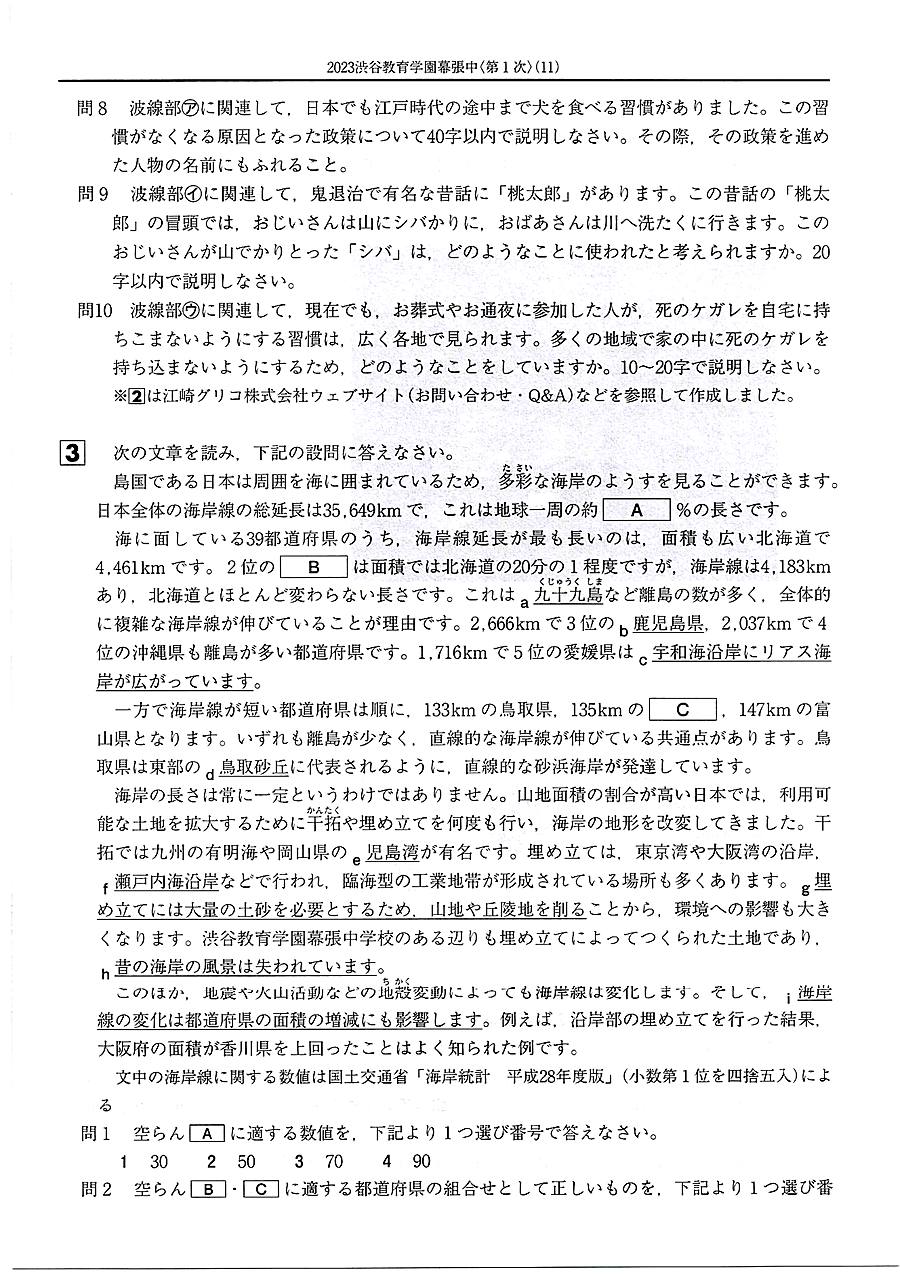 2023渋谷教育学園幕張中〈第1次〉(11)
問8 波線部㋐に関連して，日本でも江戸時代の途中まで犬を食べる習慣がありました。この習
慣がなくなる原因となった政策について40字以内で説明しなさい。その際，その政策を進め
た人物の名前にもふれること。
問9 波線部㋑に関連して，鬼退治で有名な昔話に「桃太郎」があります。この昔話の「桃太
郎」の冒頭では，おじいさんは山にシバかりに，おばあさんは川へ洗たくに行きます。この
おじいさんが山でかりとった「シバ」は，どのようなことに使われたと考えられますか。20
字以内で説明しなさい。
問10 波線部㋒に関連して，現在でも，お葬式やお通夜に参加した人が，死のケガレを自宅に持
ちこまないようにする習慣は，広く各地で見られます。多くの地域で家の中に死のケガレを
持ち込まないようにするため，どのようなことをしていますか。10〜20字で説明しなさい。
※2は江崎グリコ株式会社ウェブサイト(お問い合わせ・Q&A)などを参照して作成しました。
3 次の文章を読み，下記の設問に答えなさい。
島国である日本は周囲を海に囲まれているため，多彩な海岸のようすを見ることができます。
日本全体の海岸線の総延長は35,649kmで，これは地球一周の約 A %の長さです。
海に面している39都道府県のうち，海岸線延長が最も長いのは，面積も広い北海道で
4,461kmです。2位の B は面積では北海道の20分の1程度ですが，海岸線は4,183km
あり，北海道とほとんど変わらない長さです。これは a 九十九島など離島の数が多く，全体的
に複雑な海岸線が伸びていることが理由です。2,666kmで3位の b 鹿児島県，2,037kmで4
位の沖縄県も離島が多い都道府県です。1,716kmで5位の愛媛県は c 宇和海沿岸にリアス海
岸が広がっています。
一方で海岸線が短い都道府県は順に，133kmの鳥取県，135kmの C ，147kmの富
山県となります。いずれも離島が少なく，直線的な海岸線が伸びている共通点があります。鳥
取県は東部の d 鳥取砂丘に代表されるように，直線的な砂浜海岸が発達しています。
海岸の長さは常に一定というわけではありません。山地面積の割合が高い日本では，利用可
能な土地を拡大するために干拓や埋め立てを何度も行い，海岸の地形を改変してきました。干
拓では九州の有明海や岡山県の e 児島湾が有名です。埋め立ては，東京湾や大阪湾の沿岸，
f 瀬戸内海沿岸などで行われ，臨海型の工業地帯が形成されている場所も多くあります。g 埋
め立てには大量の土砂を必要とするため，山地や丘陵地を削ることから，環境への影響も大き
くなります。渋谷教育学園幕張中学校のある辺りも埋め立てによってつくられた土地であり，
h 昔の海岸の風景は失われています。
このほか，地震や火山活動などの地殻変動によっても海岸線は変化します。そして，i 海岸
線の変化は都道府県の面積の増減にも影響します。例えば，沿岸部の埋め立てを行った結果，
大阪府の面積が香川県を上回ったことはよく知られた例です。
文中の海岸線に関する数値は国土交通省「海岸統計 平成28年度版」(小数第1位を四捨五入)によ
る
問1 空らん A に適する数値を，下記より1つ選び番号で答えなさい。
1 30 2 50 3 70 4 90
問2 空らん B ・ C に適する都道府県の組合せとして正しいものを，下記より1つ選び番